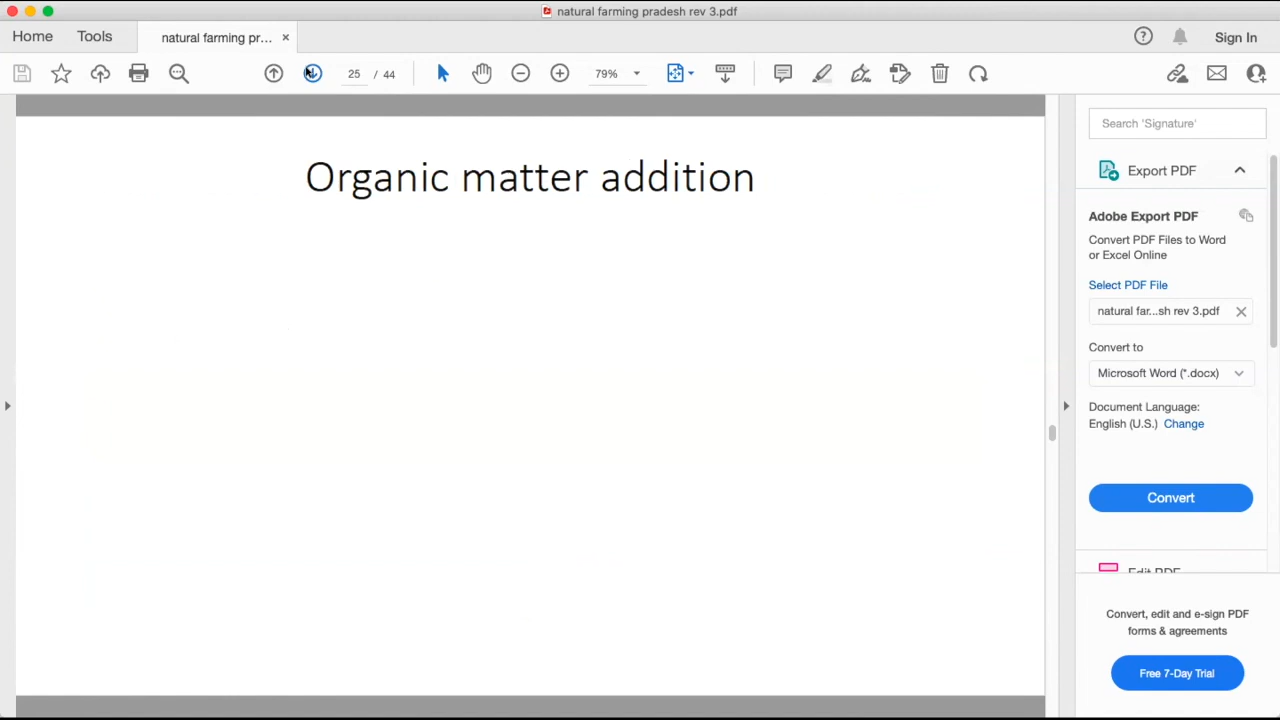 natural farming pradesh rev 3.pdf
Home
Tools
natural farming pr... ×
Sign In
25 / 44
79%
Search 'Signature'
Export PDF
Organic matter addition
Adobe Export PDF
Convert PDF Files to Word
or Excel Online
Select PDF File
natural far...sh rev 3.pdf
Convert to
Microsoft Word (*.docx)
Document Language:
English (U.S.) Change
Convert
Edit PDF
Convert, edit and e-sign PDF
forms & agreements
Free 7-Day Trial